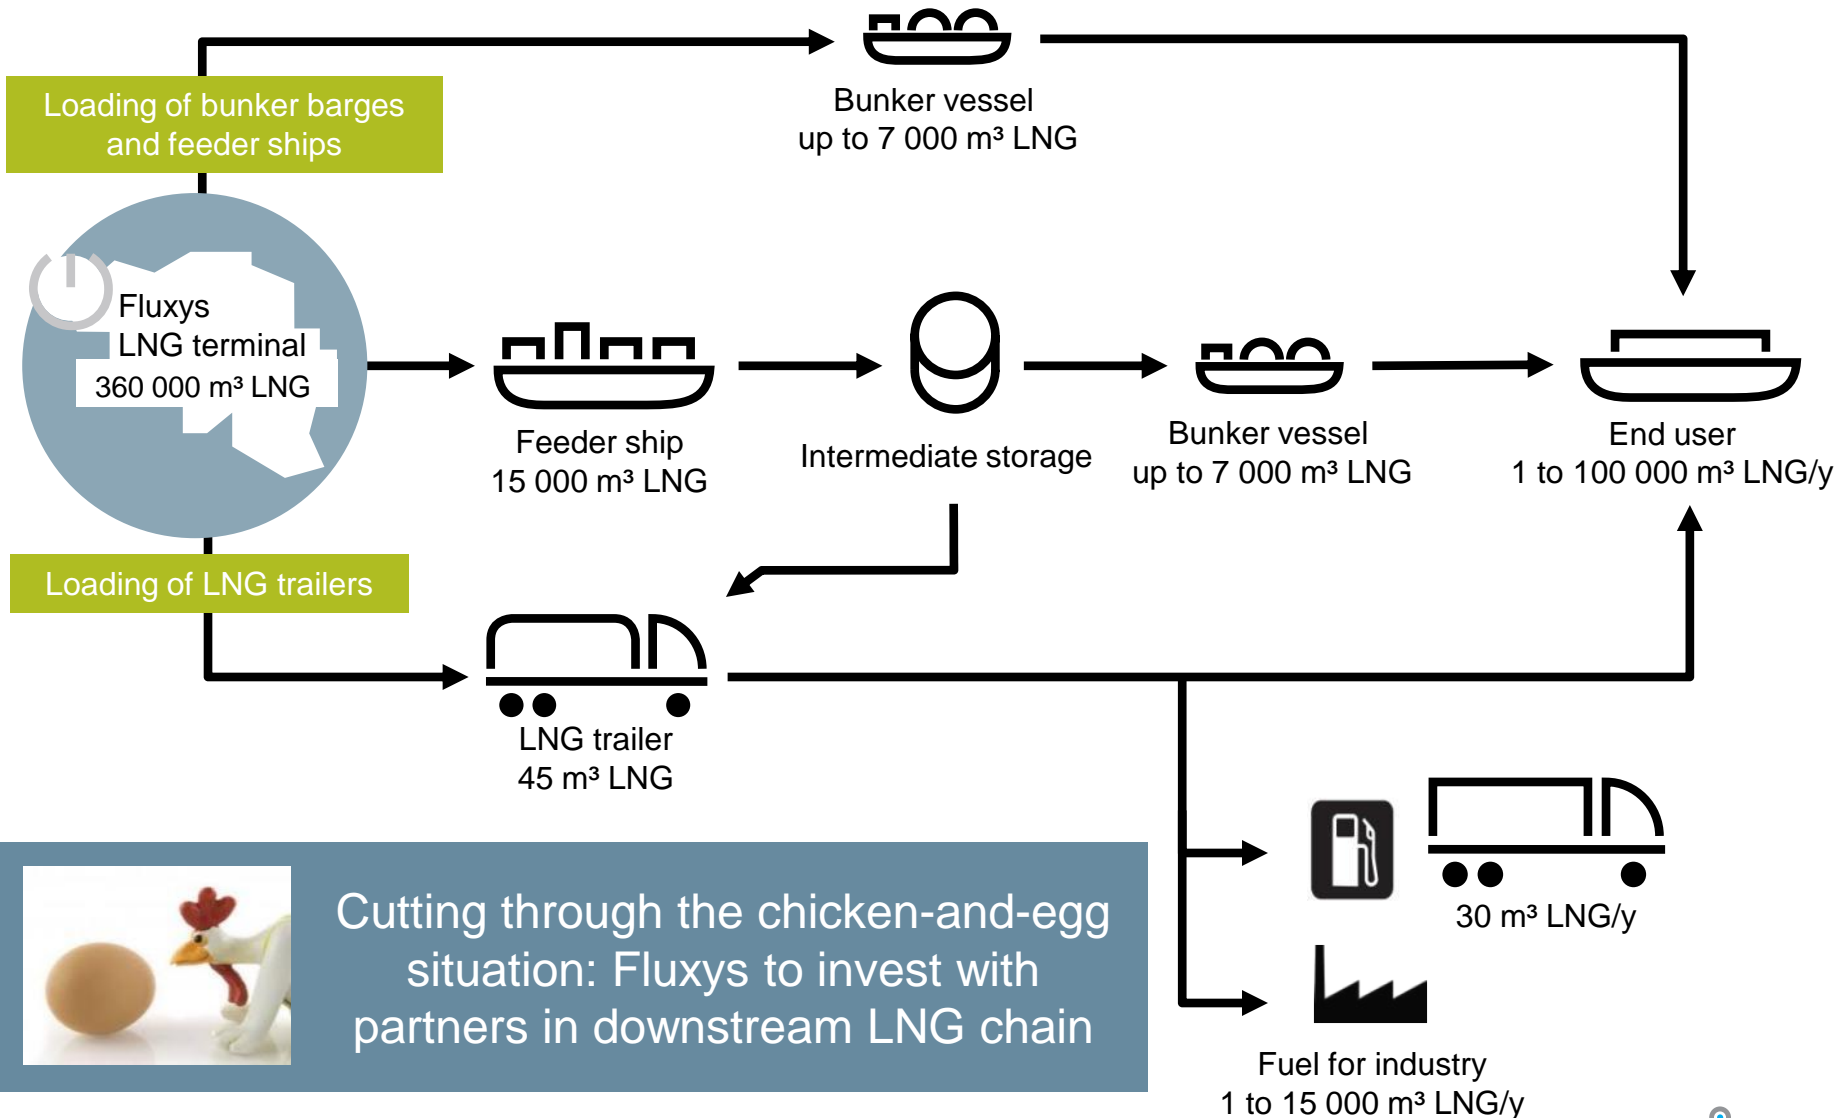 Loading of bunker barges
and feeder ships
Bunker vessel
up to 7 000 m³ LNG
Fluxys
LNG terminal
360 000 m³ LNG
Feeder ship
15 000 m³ LNG
Intermediate storage
Bunker vessel
up to 7 000 m³ LNG
End user
1 to 100 000 m³ LNG/y
Loading of LNG trailers
LNG trailer
45 m³ LNG
30 m³ LNG/y
Fuel for industry
1 to 15 000 m³ LNG/y
Cutting through the chicken-and-egg
situation: Fluxys to invest with
partners in downstream LNG chain